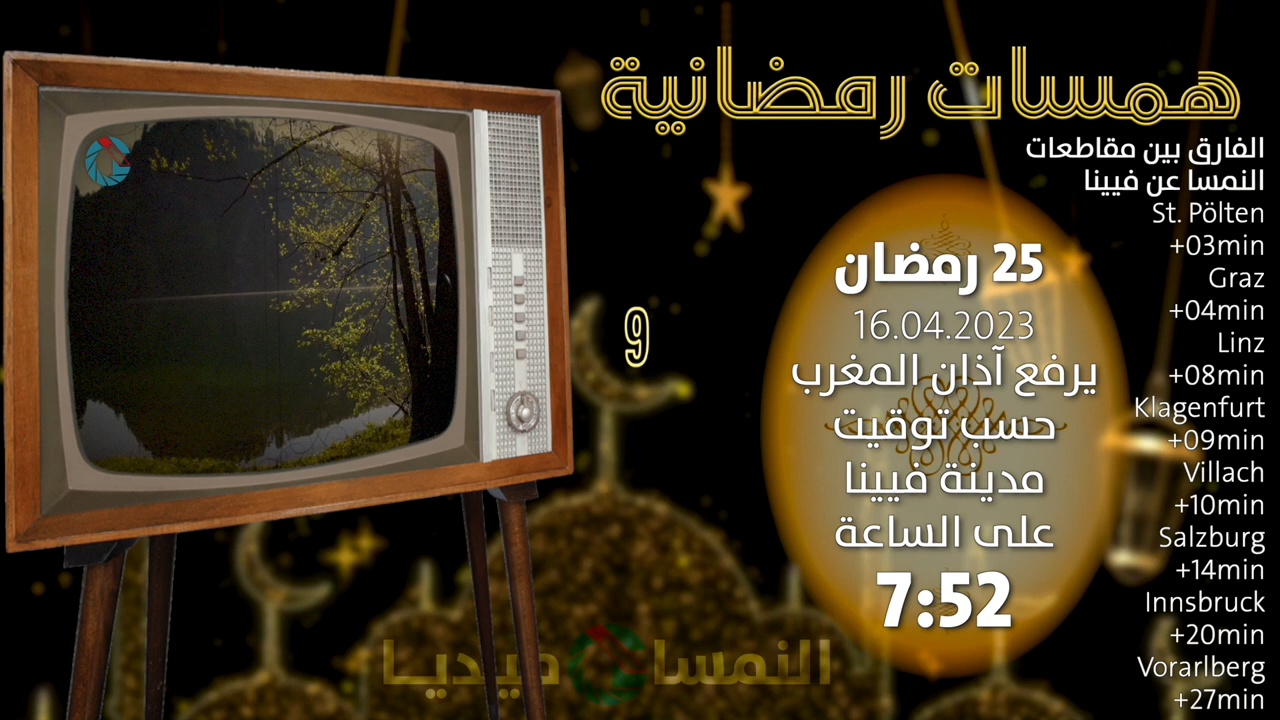 همسات رمضانية
الفارق بين مقاطعات
النمسا عن فيينا
St. Pölten
+03min
Graz
+04min
Linz
+08min
Klagenfurt
+09min
Villach
+10min
Salzburg
+14min
Innsbruck
+20min
Vorarlberg
+27min
25 رمضان
16.04.2023
يرفع آذان المغرب
حسب توقيت
مدينة فيينا
على الساعة
7:52
و
النمسا ميديا